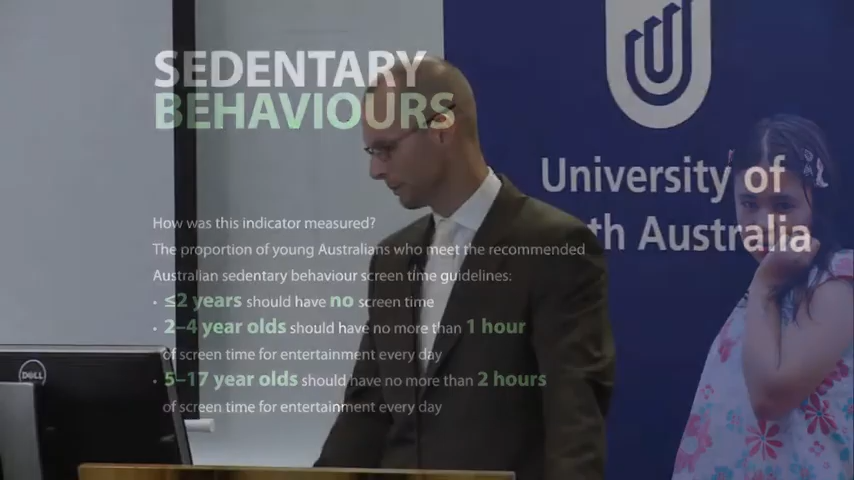 SEDENTARY
BEHAVIOURS
How was this indicator measured?
The proportion of young Australians who meet the recommended
Australian sedentary behaviour screen time guidelines:
• ≤2 years should have no screen time
• 2–4 year olds should have no more than 1 hour
of screen time for entertainment every day
• 5–17 year olds should have no more than 2 hours
of screen time for entertainment every day
University of
th Australia
DELL